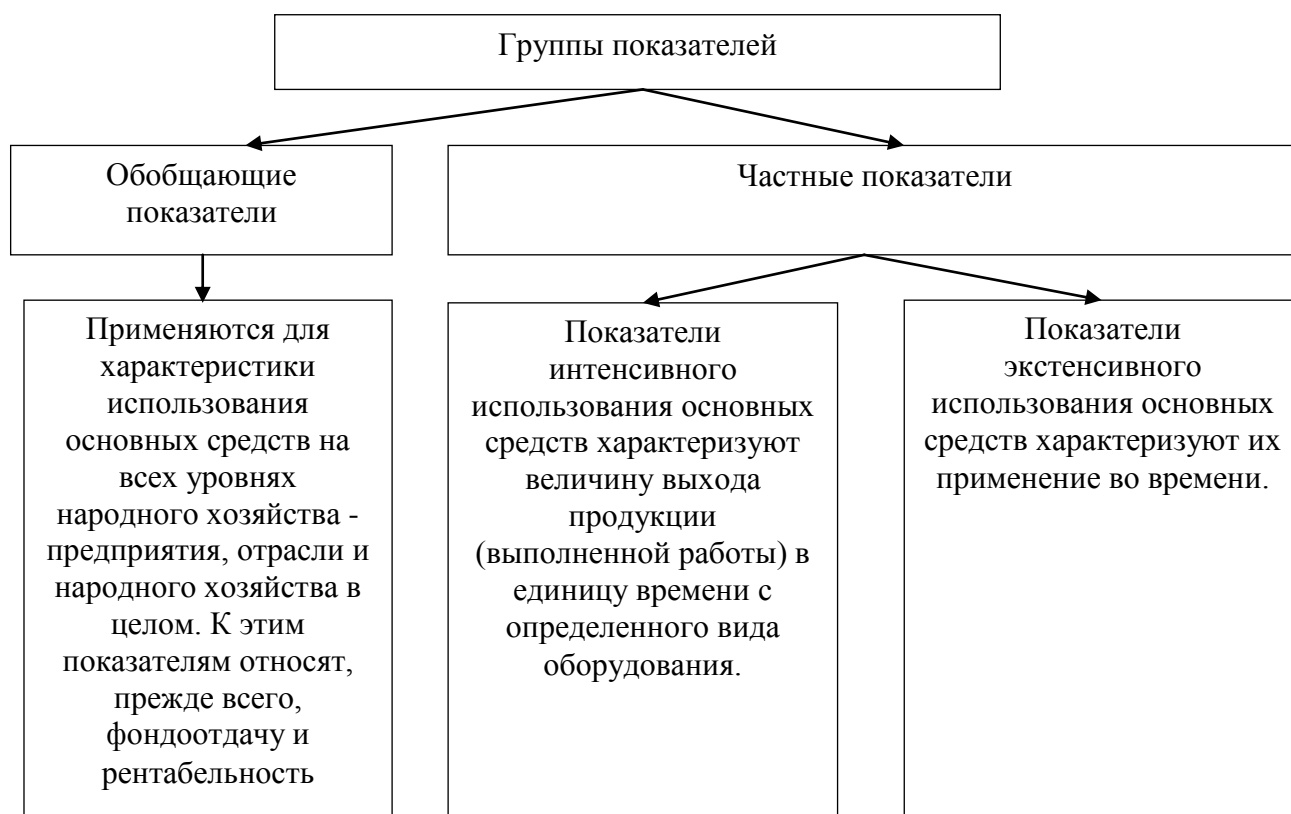 Группы показателей
Обобщающие
показатели
Частные показатели
Применяются для
характеристики
использования
основных средств на
всех уровнях
народного хозяйства -
предприятия, отрасли и
народного хозяйства в
целом. К этим
показателям относят,
прежде всего,
фондоотдачу и
рентабельность
Показатели
интенсивного
использования основных
средств характеризуют
величину выхода
продукции
(выполненной работы) в
единицу времени с
определенного вида
оборудования.
Показатели
экстенсивного
использования основных
средств характеризуют их
применение во времени.